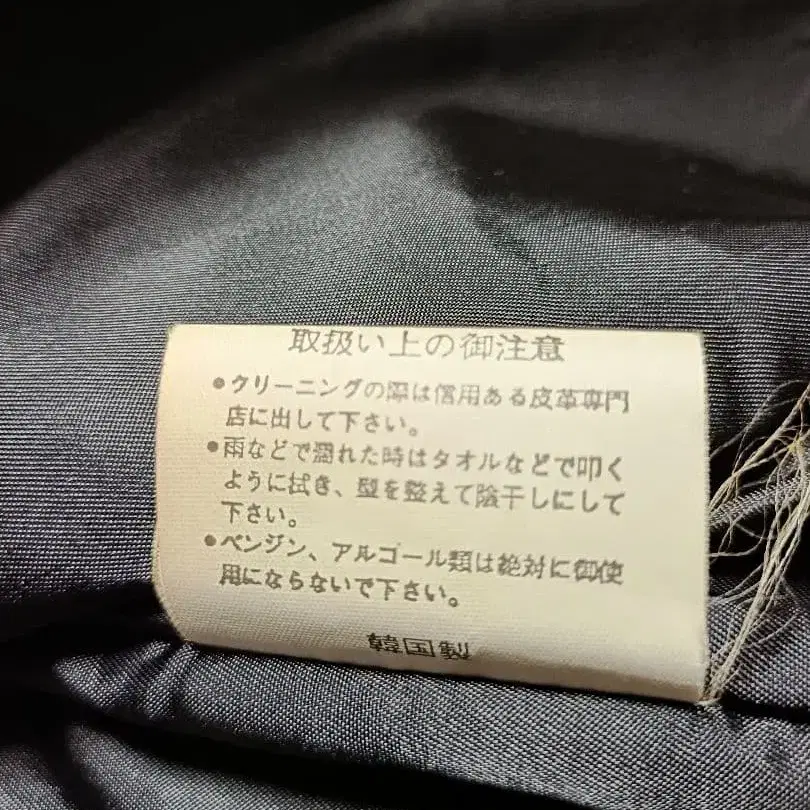 取扱い上の御注意
●クリーニングの際は信用ある皮革専門
店に出して下さい。
●雨などで濡れた時はタオルなどで叩く
ように拭き、型を整えて陰干しにして
下さい。
●ベンジン、アルコール類は絶対に御使
用にならないで下さい。
韓国製